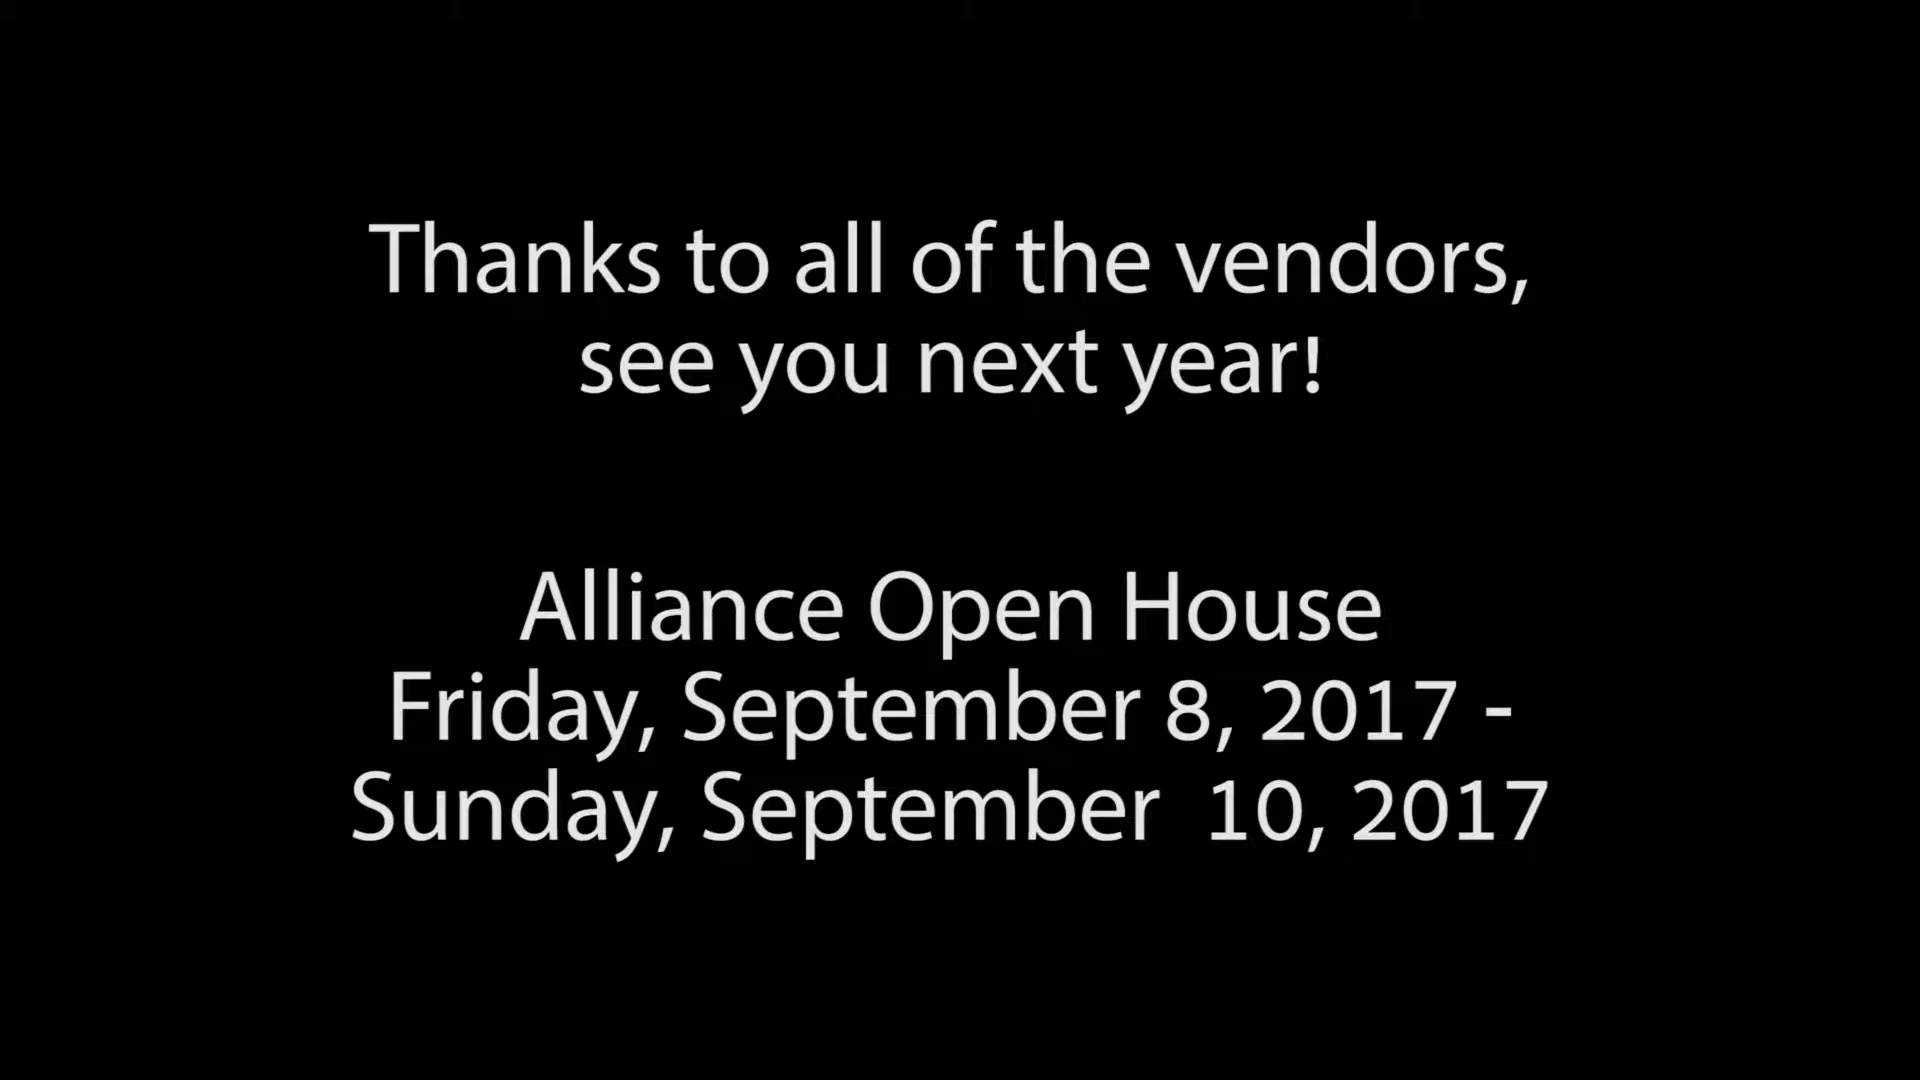 Thanks to all of the vendors,
see you next year!
Alliance Open House
Friday, September 8, 2017 -
Sunday, September  10, 2017